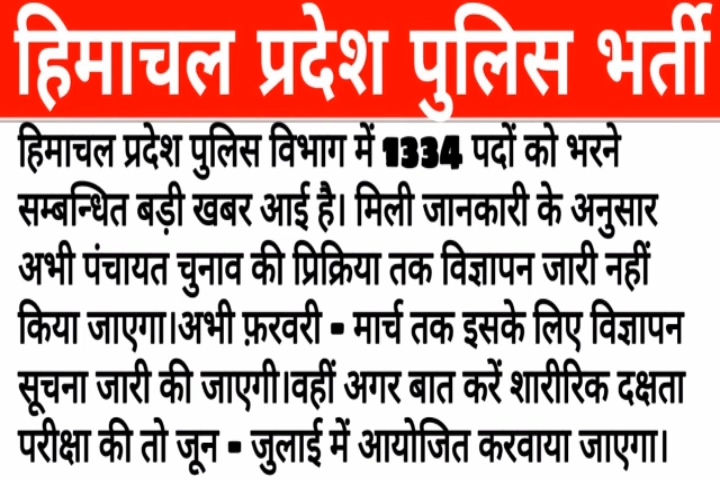 हिमाचल प्रदेश पुलिस भर्ती
हिमाचल प्रदेश पुलिस विभाग में 1334 पदों को भरने
सम्बन्धित बड़ी खबर आई है। मिली जानकारी के अनुसार
अभी पंचायत चुनाव की प्रिक्रिया तक विज्ञापन जारी नहीं
किया जाएगा।अभी फ़रवरी - मार्च तक इसके लिए विज्ञापन
सूचना जारी की जाएगी।वहीं अगर बात करें शारीरिक दक्षता
परीक्षा की तो जून - जुलाई में आयोजित करवाया जाएगा।